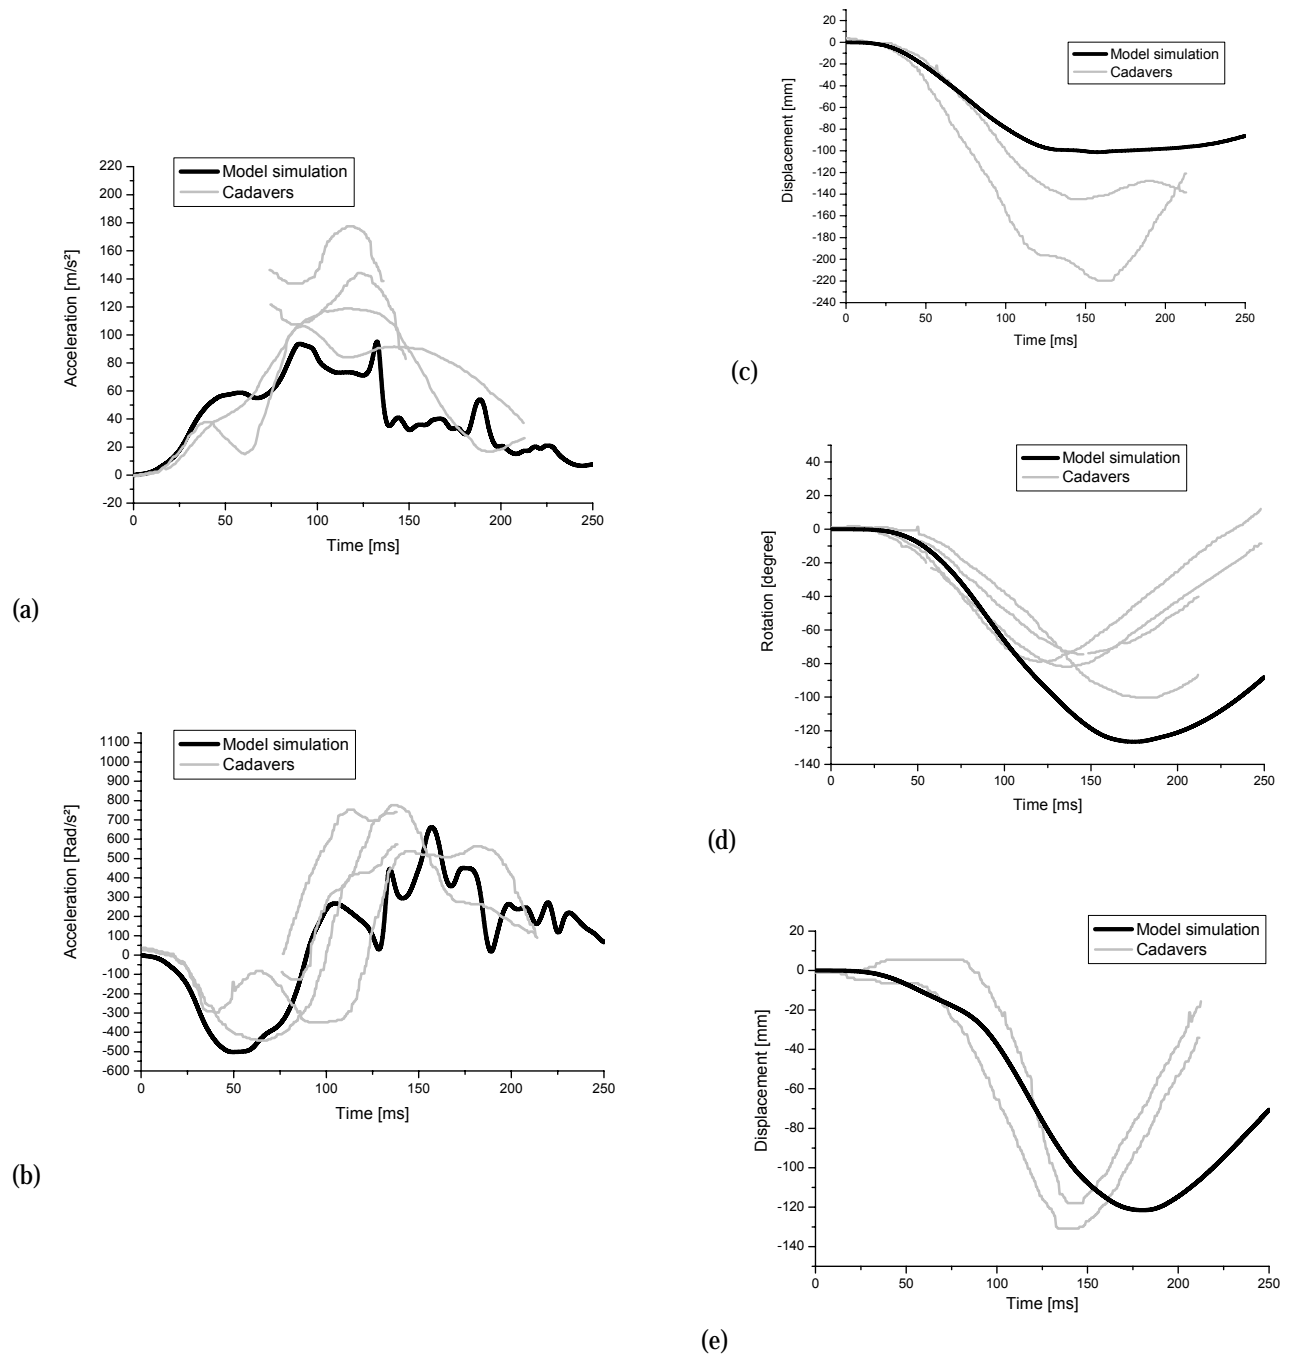 Model simulation
Cadavers
220
200
180
160
140
120
100
80
60
40
20
0
-20
Acceleration [m/s²]
0 50 100 150 200 250
Time [ms]
(a)
Model simulation
Cadavers
1100
1000
900
800
700
600
500
400
300
200
100
0
-100
-200
-300
-400
-500
-600
Acceleration [Rad/s²]
0 50 100 150 200 250
Time [ms]
(b)
Model simulation
Cadavers
20
0
-20
-40
-60
-80
-100
-120
-140
-160
-180
-200
-220
-240
Displacement [mm]
0 50 100 150 200 250
Time [ms]
(c)
Model simulation
Cadavers
40
20
0
-20
-40
-60
-80
-100
-120
-140
Rotation [degree]
0 50 100 150 200 250
Time [ms]
(d)
Model simulation
Cadavers
20
0
-20
-40
-60
-80
-100
-120
-140
Displacement [mm]
0 50 100 150 200 250
Time [ms]
(e)